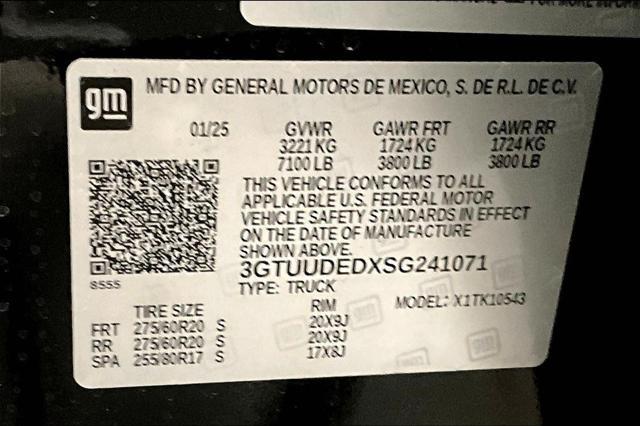 gm MFD BY GENERAL MOTORS DE MEXICO, S. DE R.L. DE C.V.
01/25 GVWR GAWR FRT GAWR RR
3221 KG 1724 KG 1724 KG
7100 LB 3800 LB 3800 LB
THIS VEHICLE CONFORMS TO ALL
APPLICABLE U.S. FEDERAL MOTOR
VEHICLE SAFETY STANDARDS IN EFFECT
ON THE DATE OF MANUFACTURE
SHOWN ABOVE.
3GTUUDEDXSG241071
8555 TYPE: TRUCK
TIRE SIZE RIM MODEL: X1TK10543
FRT 275/60R20 S 20X9J
RR 275/60R20 S 20X9J
SPA 255/80R17 S 17X8J